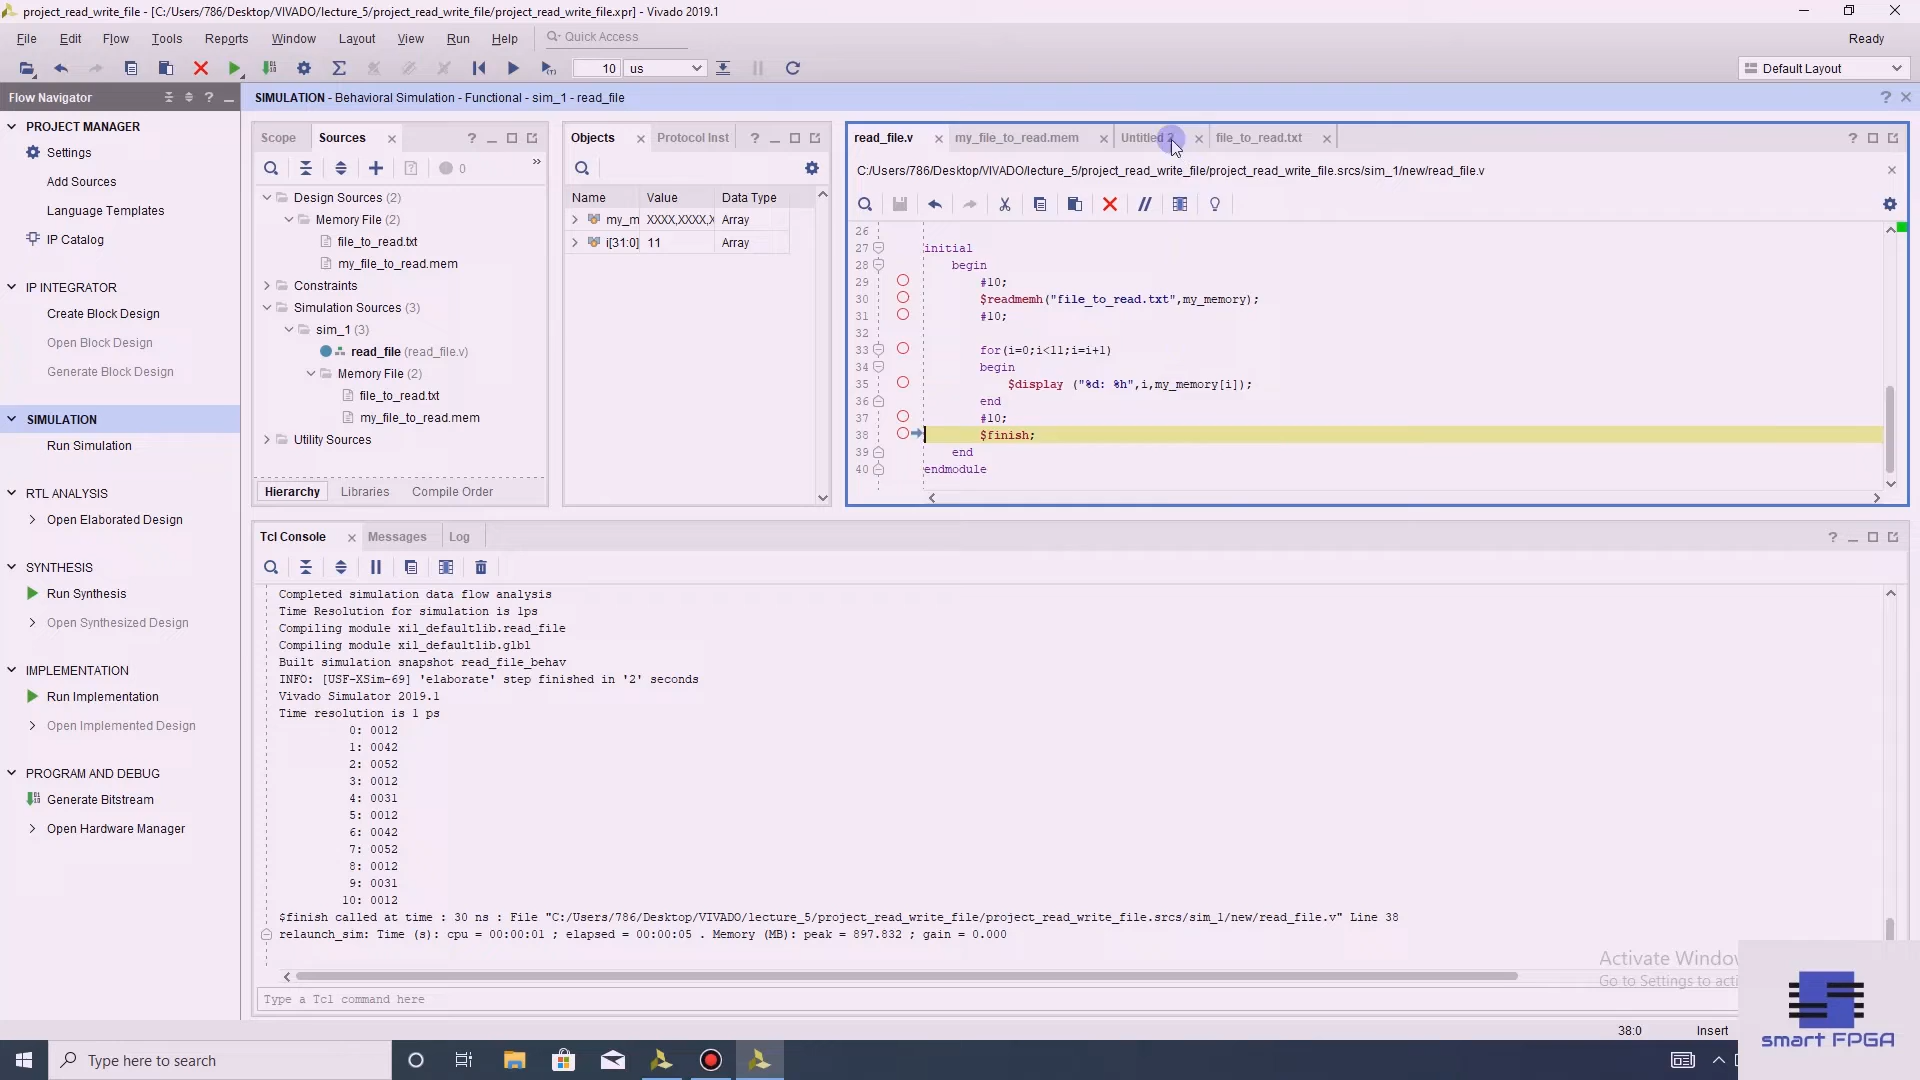 project_read_write_file - [C:/Users/786/Desktop/VIVADO/lecture_5/project_read_write_file/project_read_write_file.xpr] - Vivado 2019.1
File Edit Flow Tools Reports Window Layout View Run Help Quick Access Ready
10 us Default Layout
Flow Navigator
SIMULATION - Behavioral Simulation - Functional - sim_1 - read_file
PROJECT MANAGER
Settings
Add Sources
Language Templates
IP Catalog
IP INTEGRATOR
Create Block Design
Open Block Design
Generate Block Design
SIMULATION
Run Simulation
RTL ANALYSIS
Open Elaborated Design
SYNTHESIS
Run Synthesis
Open Synthesized Design
IMPLEMENTATION
Run Implementation
Open Implemented Design
PROGRAM AND DEBUG
Generate Bitstream
Open Hardware Manager
Scope Sources
0
Design Sources (2)
Memory File (2)
file_to_read.txt
my_file_to_read.mem
Constraints
Simulation Sources (3)
sim_1 (3)
read_file (read_file.v)
Memory File (2)
file_to_read.txt
my_file_to_read.mem
Utility Sources
Hierarchy Libraries Compile Order
Objects Protocol Inst
Name Value Data Type
my_m XXXX,XXXX,X Array
i[31:0] 11 Array
read_file.v my_file_to_read.mem Untitled file_to_read.txt
C:/Users/786/Desktop/VIVADO/lecture_5/project_read_write_file/project_read_write_file.srcs/sim_1/new/read_file.v
26
27 initial
28 begin
29 #10;
30 $readmemh("file_to_read.txt",my_memory);
31 #10;
32
33 for(i=0;i<11;i=i+1)
34 begin
35 $display ("%d: %h",i,my_memory[i]);
36 end
37 #10;
38 $finish;
39 end
40 endmodule
Tcl Console Messages Log
Completed simulation data flow analysis
Time Resolution for simulation is 1ps
Compiling module xil_defaultlib.read_file
Compiling module xil_defaultlib.glbl
Built simulation snapshot read_file_behav
INFO: [USF-XSim-69] 'elaborate' step finished in '2' seconds
Vivado Simulator 2019.1
Time resolution is 1 ps
0: 0012
1: 0042
2: 0052
3: 0012
4: 0031
5: 0012
6: 0042
7: 0052
8: 0012
9: 0031
10: 0012
$finish called at time : 30 ns : File "C:/Users/786/Desktop/VIVADO/lecture_5/project_read_write_file/project_read_write_file.srcs/sim_1/new/read_file.v" Line 38
relaunch_sim: Time (s): cpu = 00:00:01 ; elapsed = 00:00:05 . Memory (MB): peak = 897.832 ; gain = 0.000
Type a Tcl command here
Activate Windo
Go to Settings to acti
38:0 Insert
smart FPGA
Type here to search